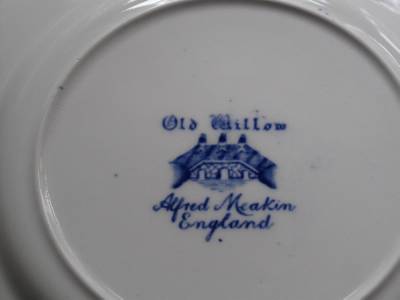 Old Willow
Alfred Meakin
England